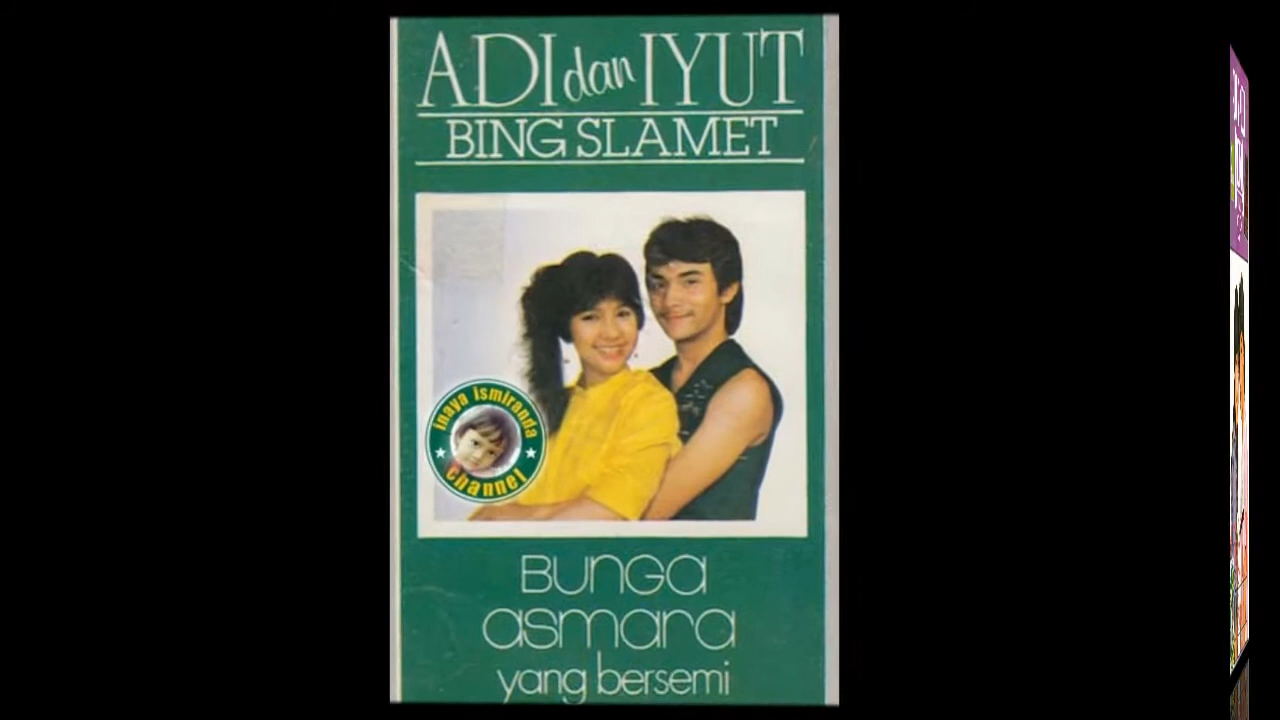 ADI dan IYUT
BING SLAMET
inaya ismiranda
channel
BUNGA
asmara
yang bersemi